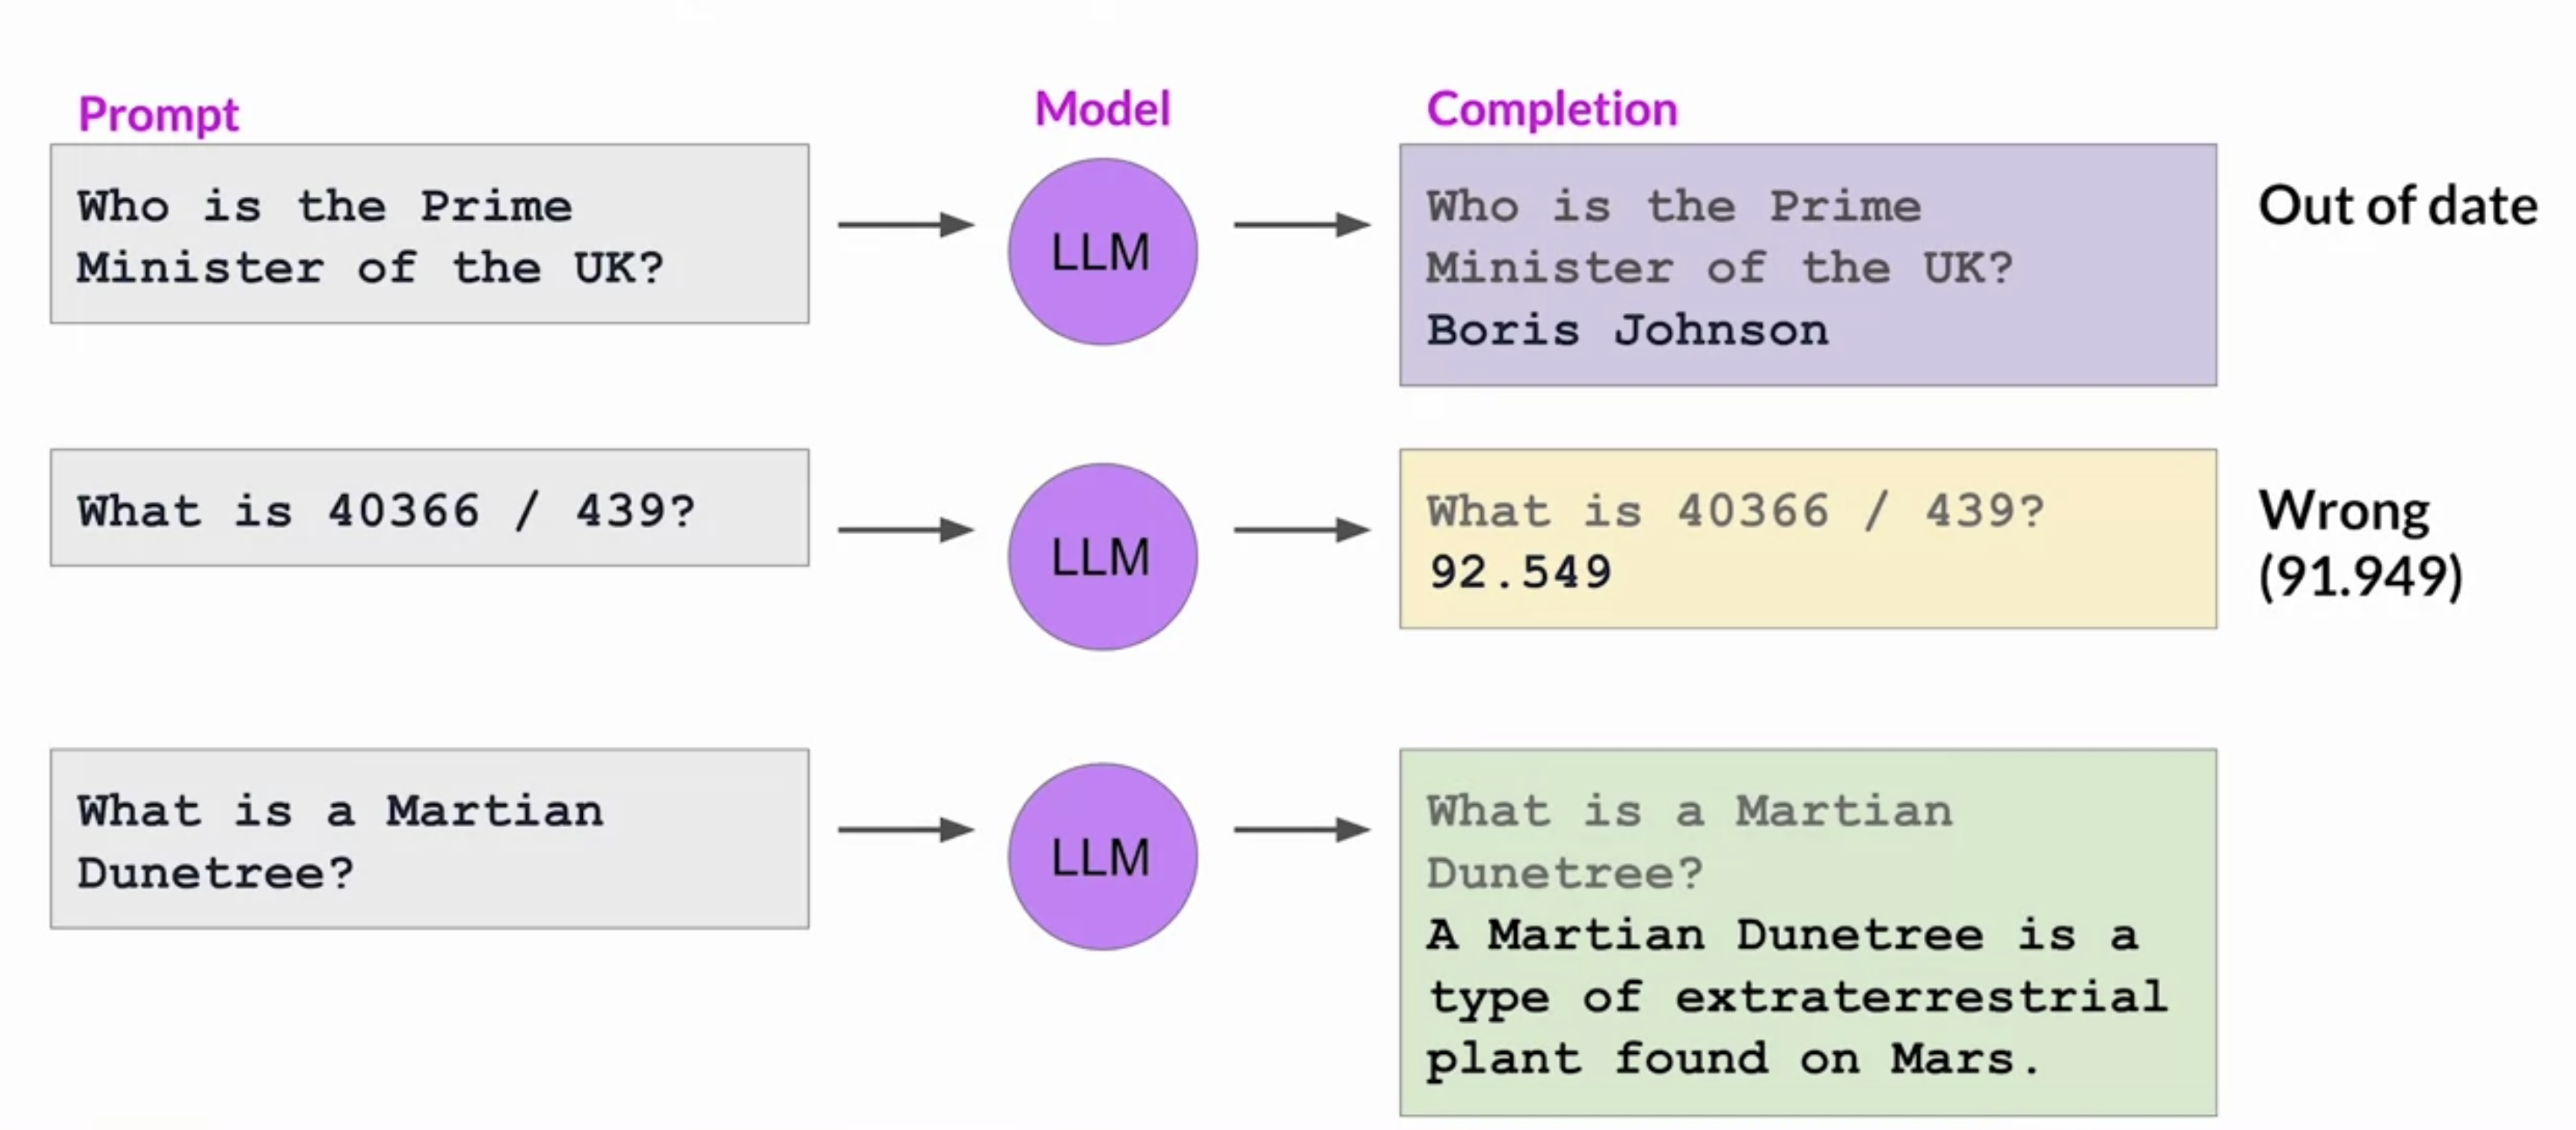 Prompt
Model
Completion
Who is the Prime
Minister of the UK?
LLM
Who is the Prime
Minister of the UK?
Boris Johnson
Out of date
What is 40366 / 439?
LLM
What is 40366 / 439?
92.549
Wrong
(91.949)
What is a Martian
Dunetree?
LLM
What is a Martian
Dunetree?
A Martian Dunetree is a
type of extraterrestrial
plant found on Mars.